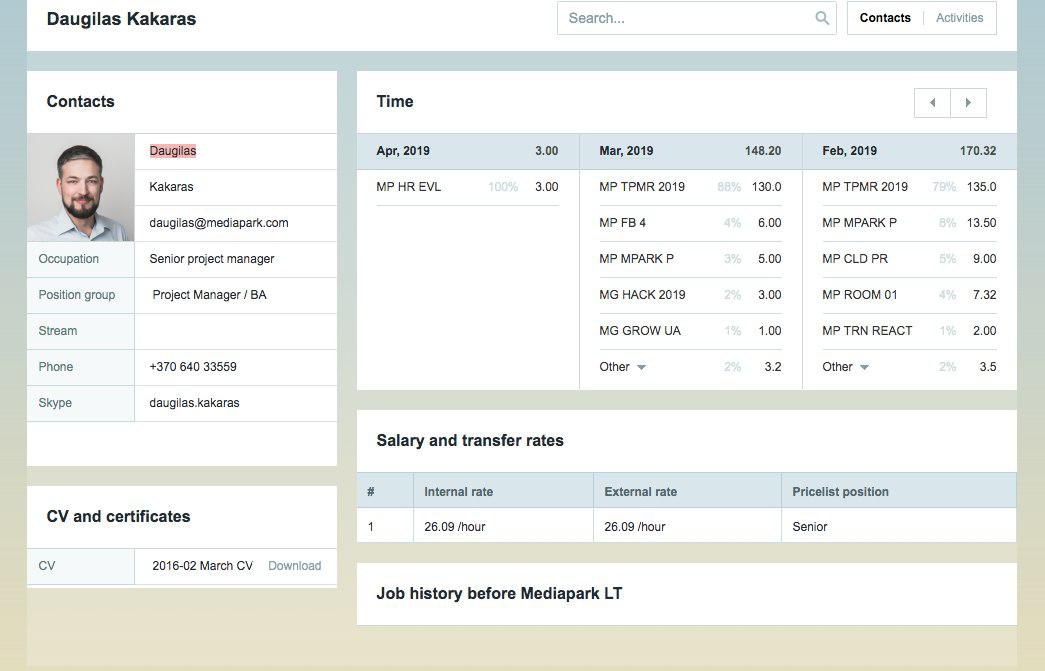 Daugilas Kakaras
Search...
Contacts
Activities
Contacts
Daugilas
Kakaras
daugilas@mediapark.com
Occupation Senior project manager
Position group Project Manager / BA
Stream
Phone +370 640 33559
Skype daugilas.kakaras
CV and certificates
CV 2016-02 March CV Download
Time
Apr, 2019 3.00
MP HR EVL 100% 3.00
Mar, 2019 148.20
MP TPMR 2019 88% 130.0
MP FB 4 4% 6.00
MP MPARK P 3% 5.00
MG HACK 2019 2% 3.00
MG GROW UA 1% 1.00
Other 2% 3.2
Feb, 2019 170.32
MP TPMR 2019 79% 135.0
MP MPARK P 8% 13.50
MP CLD PR 5% 9.00
MP ROOM 01 4% 7.32
MP TRN REACT 1% 2.00
Other 2% 3.5
Salary and transfer rates
# Internal rate External rate Pricelist position
1 26.09 /hour 26.09 /hour Senior
Job history before Mediapark LT